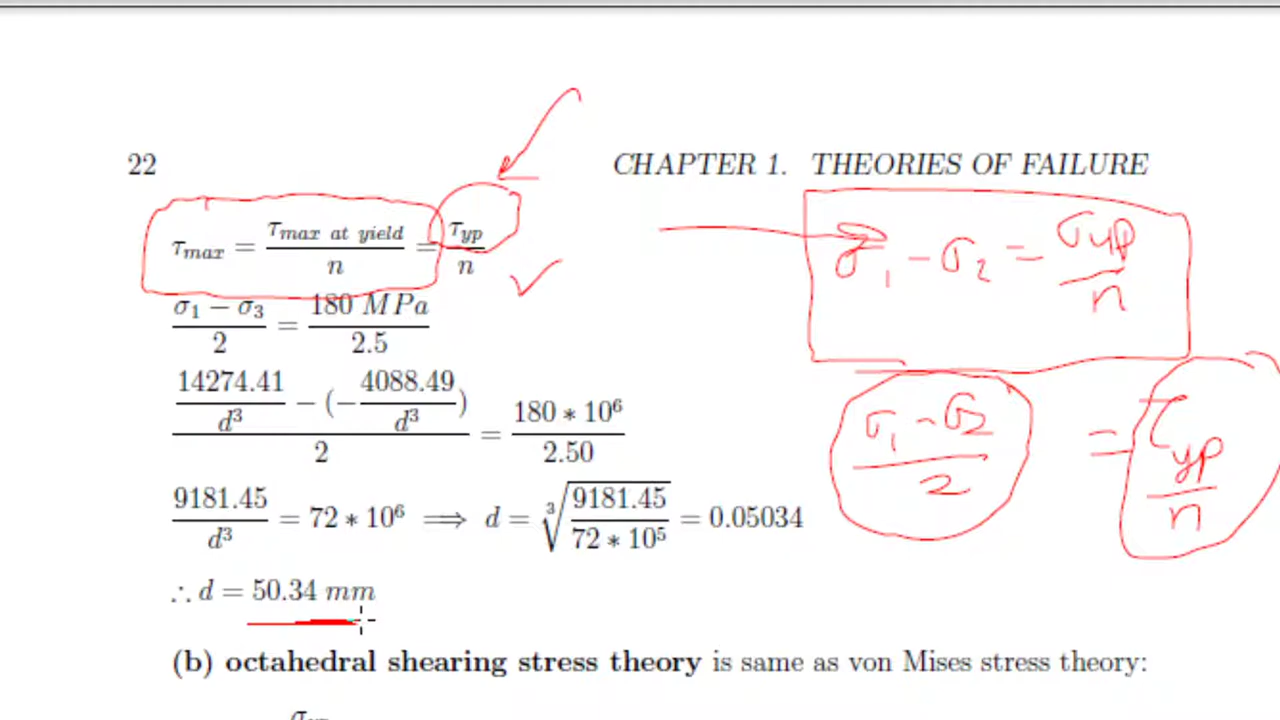 22 CHAPTER 1. THEORIES OF FAILURE
τmax = τmax at yield / n = τyp / n
σ1 − σ2 = σyp / n
(σ1 − σ3) / 2 = 180 MPa / 2.5
(14274.41 / d³ − (−4088.49 / d³)) / 2 = 180 ∗ 10⁶ / 2.50
(σ1 − σ2) / 2 = τyp / n
9181.45 / d³ = 72 ∗ 10⁶ ⟹ d = ∛(9181.45 / 72 ∗ 10⁵) = 0.05034
∴ d = 50.34 mm
(b) octahedral shearing stress theory is same as von Mises stress theory: